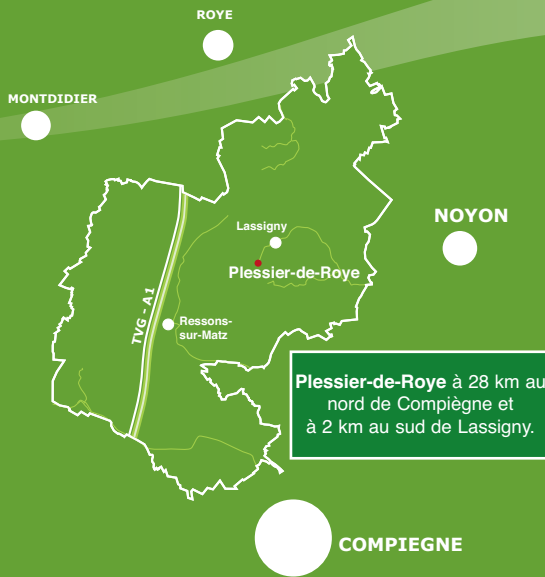 ROYE
MONTDIDIER
NOYON
Lassigny
Plessier-de-Roye
TVG - A1
Ressons-
sur-Matz
Plessier-de-Roye à 28 km au
nord de Compiègne et
à 2 km au sud de Lassigny.
COMPIEGNE